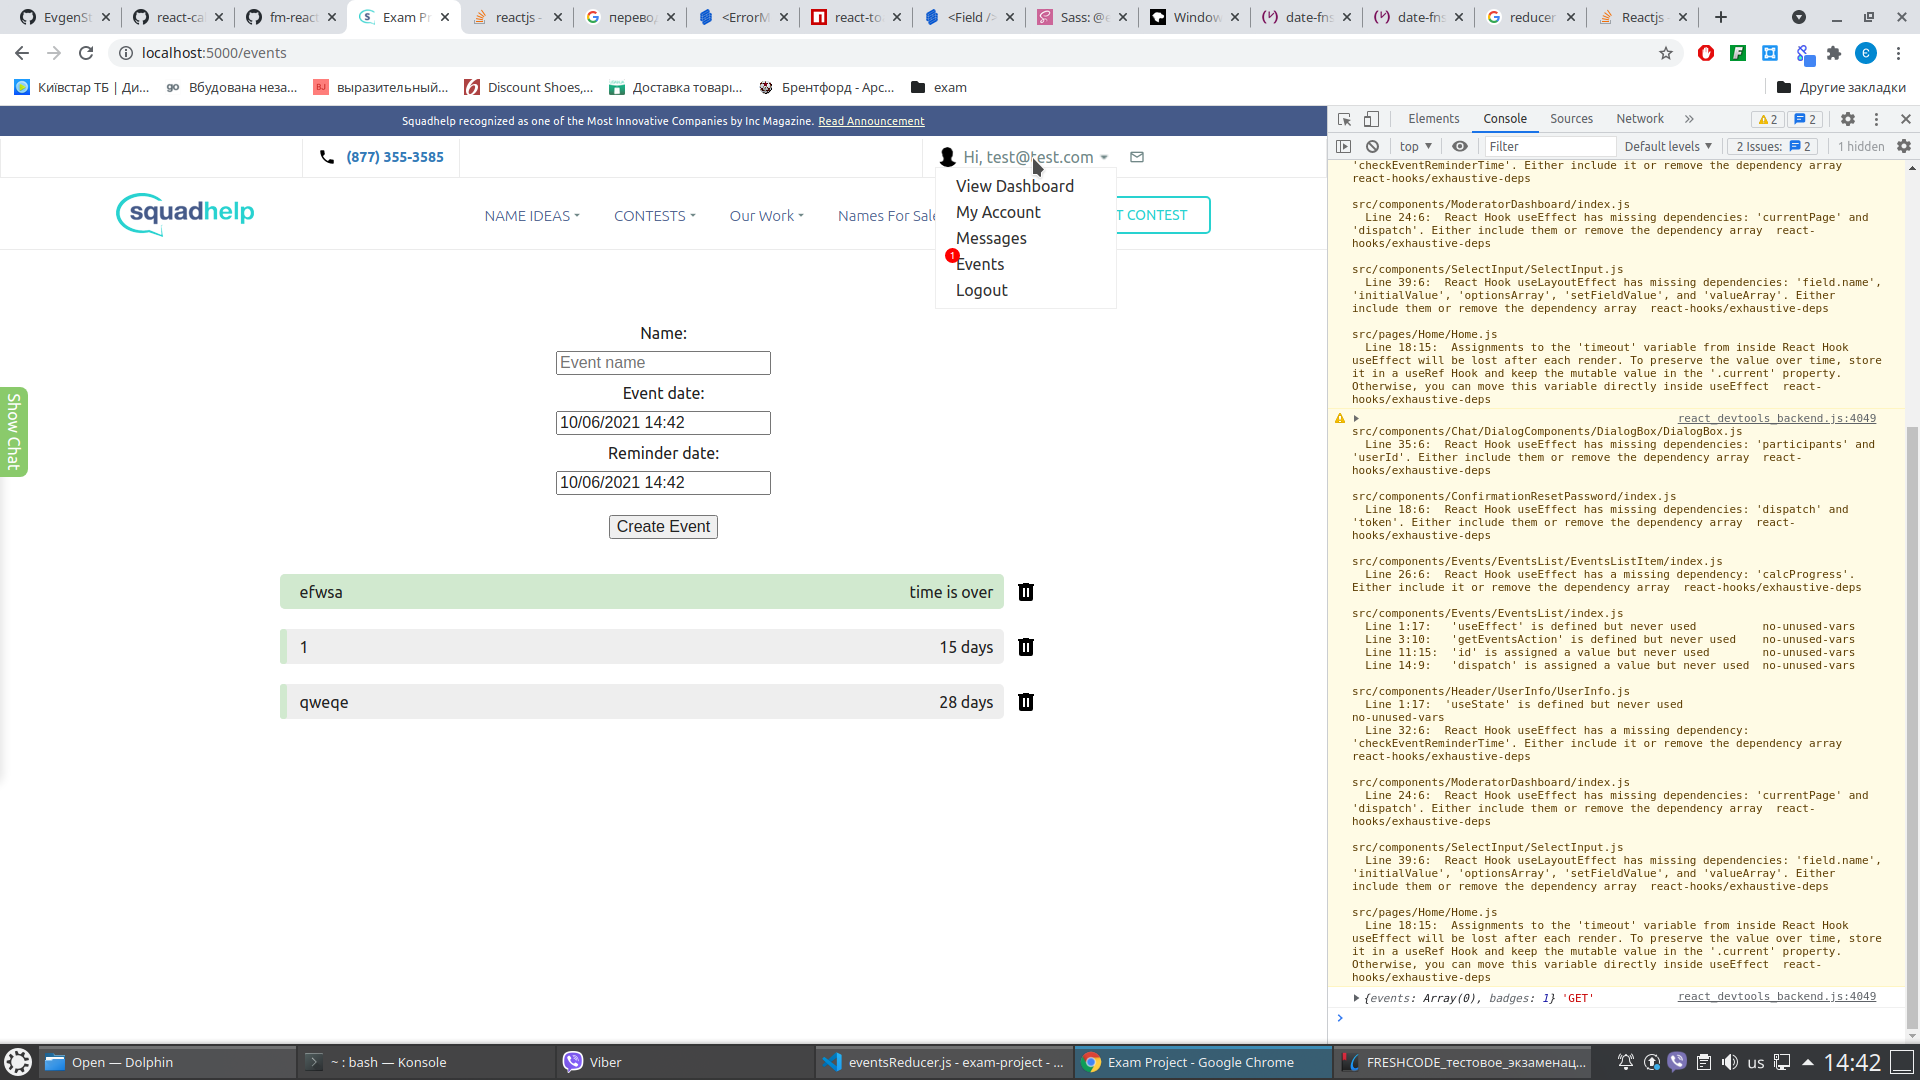 EvgenSt
react-cal
fm-react
Exam Pr
reactjs -
перевод
<ErrorM
react-to
<Field />
Sass: @e
Window
date-fns
date-fns
reducer
Reactjs
localhost:5000/events
Київстар ТБ | Ди...
Вбудована неза...
выразительный...
Discount Shoes,...
Доставка товарі...
Брентфорд - Арс...
exam
Другие закладки
Squadhelp recognized as one of the Most Innovative Companies by Inc Magazine. Read Announcement
(877) 355-3585
Hi, test@test.com
squadhelp
NAME IDEAS
CONTESTS
Our Work
Names For Sale
T CONTEST
View Dashboard
My Account
Messages
1
Events
Logout
Name:
Event name
Event date:
10/06/2021 14:42
Reminder date:
10/06/2021 14:42
Create Event
Show Chat
efwsa time is over
1 15 days
qweqe 28 days
Elements Console Sources Network » 2 2
top Filter Default levels 2 Issues: 2 1 hidden
'checkEventReminderTime'. Either include it or remove the dependency array
react-hooks/exhaustive-deps
src/components/ModeratorDashboard/index.js
Line 24:6: React Hook useEffect has missing dependencies: 'currentPage' and
'dispatch'. Either include them or remove the dependency array react-
hooks/exhaustive-deps
src/components/SelectInput/SelectInput.js
Line 39:6: React Hook useLayoutEffect has missing dependencies: 'field.name',
'initialValue', 'optionsArray', 'setFieldValue', and 'valueArray'. Either
include them or remove the dependency array react-hooks/exhaustive-deps
src/pages/Home/Home.js
Line 18:15: Assignments to the 'timeout' variable from inside React Hook
useEffect will be lost after each render. To preserve the value over time, store
it in a useRef Hook and keep the mutable value in the '.current' property.
Otherwise, you can move this variable directly inside useEffect react-
hooks/exhaustive-deps
react_devtools_backend.js:4049
src/components/Chat/DialogComponents/DialogBox/DialogBox.js
Line 35:6: React Hook useEffect has missing dependencies: 'participants' and
'userId'. Either include them or remove the dependency array react-
hooks/exhaustive-deps
src/components/ConfirmationResetPassword/index.js
Line 18:6: React Hook useEffect has missing dependencies: 'dispatch' and
'token'. Either include them or remove the dependency array react-
hooks/exhaustive-deps
src/components/Events/EventsList/EventsListItem/index.js
Line 26:6: React Hook useEffect has a missing dependency: 'calcProgress'.
Either include it or remove the dependency array react-hooks/exhaustive-deps
src/components/Events/EventsList/index.js
Line 1:17: 'useEffect' is defined but never used no-unused-vars
Line 3:10: 'getEventsAction' is defined but never used no-unused-vars
Line 11:15: 'id' is assigned a value but never used no-unused-vars
Line 14:9: 'dispatch' is assigned a value but never used no-unused-vars
src/components/Header/UserInfo/UserInfo.js
Line 1:17: 'useState' is defined but never used
no-unused-vars
Line 32:6: React Hook useEffect has a missing dependency:
'checkEventReminderTime'. Either include it or remove the dependency array
react-hooks/exhaustive-deps
src/components/ModeratorDashboard/index.js
Line 24:6: React Hook useEffect has missing dependencies: 'currentPage' and
'dispatch'. Either include them or remove the dependency array react-
hooks/exhaustive-deps
src/components/SelectInput/SelectInput.js
Line 39:6: React Hook useLayoutEffect has missing dependencies: 'field.name',
'initialValue', 'optionsArray', 'setFieldValue', and 'valueArray'. Either
include them or remove the dependency array react-hooks/exhaustive-deps
src/pages/Home/Home.js
Line 18:15: Assignments to the 'timeout' variable from inside React Hook
useEffect will be lost after each render. To preserve the value over time, store
it in a useRef Hook and keep the mutable value in the '.current' property.
Otherwise, you can move this variable directly inside useEffect react-
hooks/exhaustive-deps
{events: Array(0), badges: 1} 'GET' react_devtools_backend.js:4049
Open — Dolphin
~ : bash — Konsole
Viber
eventsReducer.js - exam-project - ...
Exam Project - Google Chrome
FRESHCODE_тестовое_экзаменац...
us
14:42